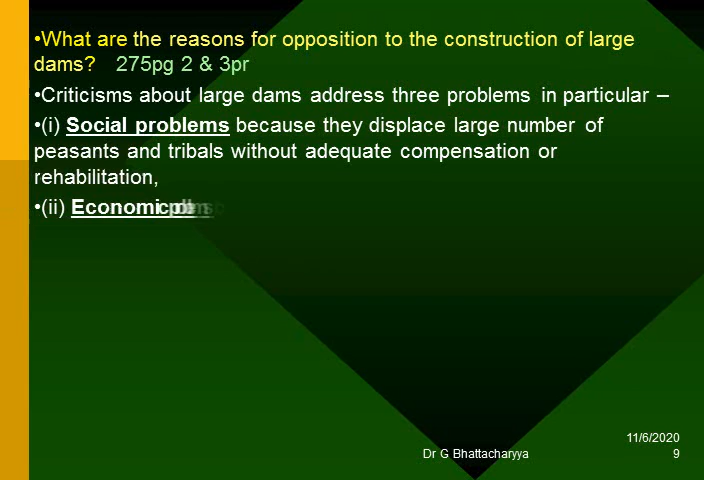 •What are the reasons for opposition to the construction of large
dams? 275pg 2 & 3pr
•Criticisms about large dams address three problems in particular –
•(i) Social problems because they displace large number of
peasants and tribals without adequate compensation or
rehabilitation,
•(ii) Economic
11/6/2020
Dr G Bhattacharyya 9